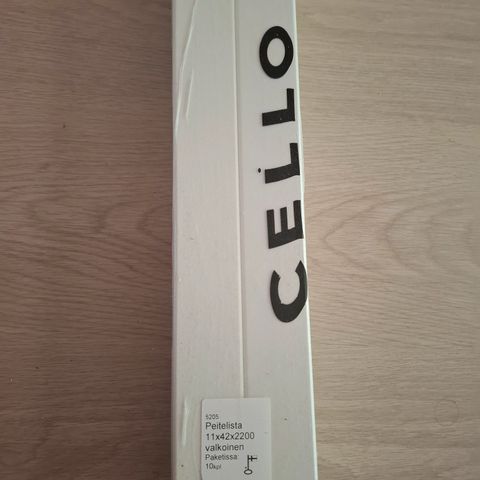 CELLO
5205
Peitelista
11x42x2200
valkoinen
Paketissa:
10kpl